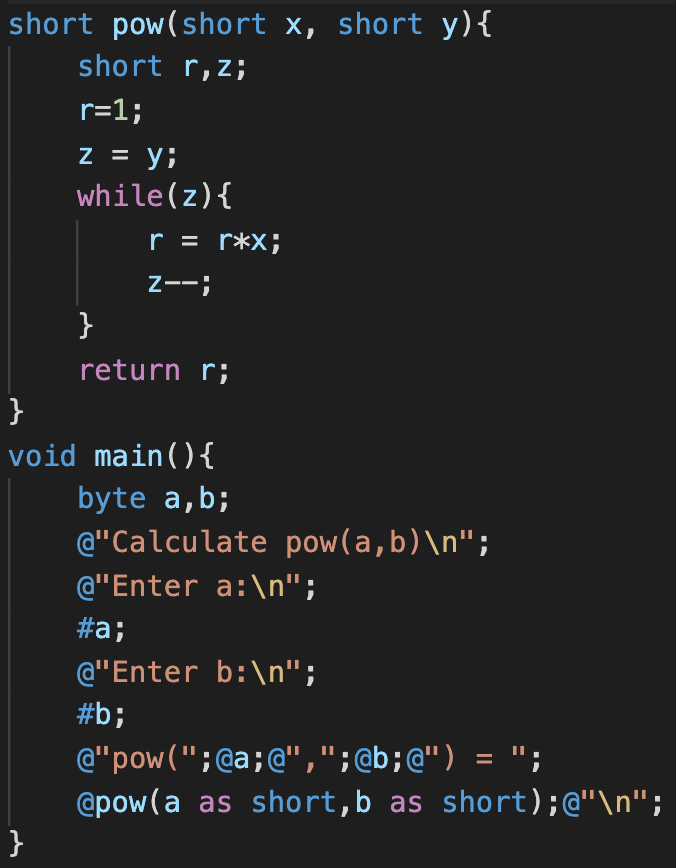 short pow(short x, short y){
    short r,z;
    r=1;
    z = y;
    while(z){
        r = r*x;
        z--;
    }
    return r;
}
void main(){
    byte a,b;
    @"Calculate pow(a,b)\n";
    @"Enter a:\n";
    #a;
    @"Enter b:\n";
    #b;
    @"pow(";@a;@",";@b;@") = ";
    @pow(a as short,b as short);@"\n";
}